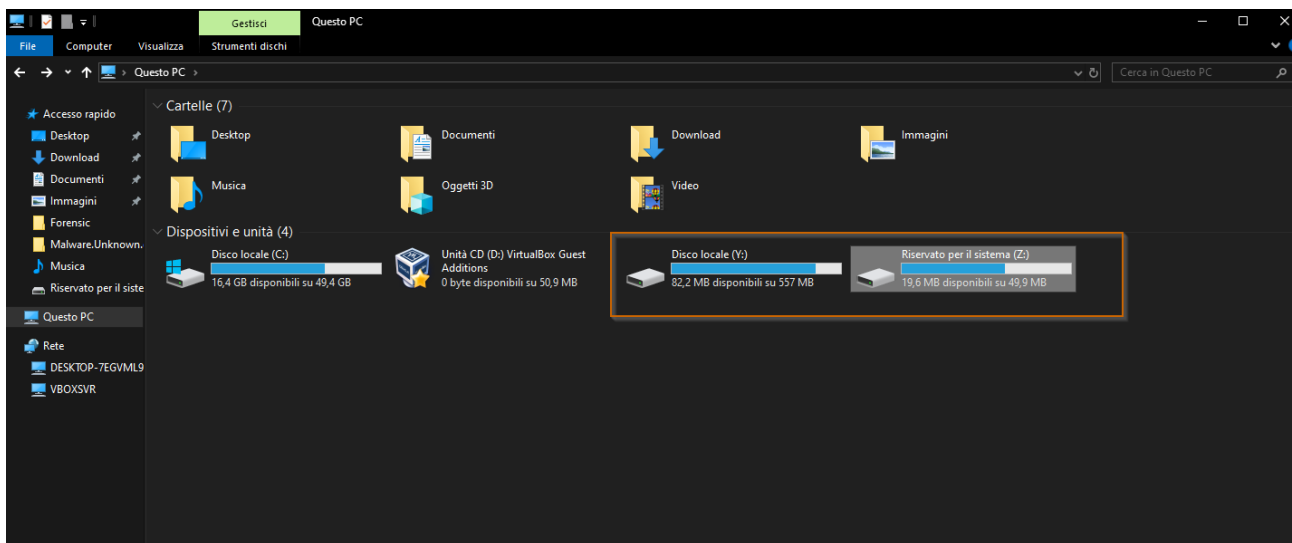 Gestisci
Questo PC
File
Computer
Visualizza
Strumenti dischi
Questo PC
Cerca in Questo PC
Accesso rapido
Desktop
Download
Documenti
Immagini
Forensic
Malware.Unknown.
Musica
Riservato per il siste
Questo PC
Rete
DESKTOP-7EGVML9
VBOXSVR
Cartelle (7)
Desktop
Documenti
Download
Immagini
Musica
Oggetti 3D
Video
Dispositivi e unità (4)
Disco locale (C:)
16,4 GB disponibili su 49,4 GB
Unità CD (D:) VirtualBox Guest
Additions
0 byte disponibili su 50,9 MB
Disco locale (Y:)
82,2 MB disponibili su 557 MB
Riservato per il sistema (Z:)
19,6 MB disponibili su 49,9 MB